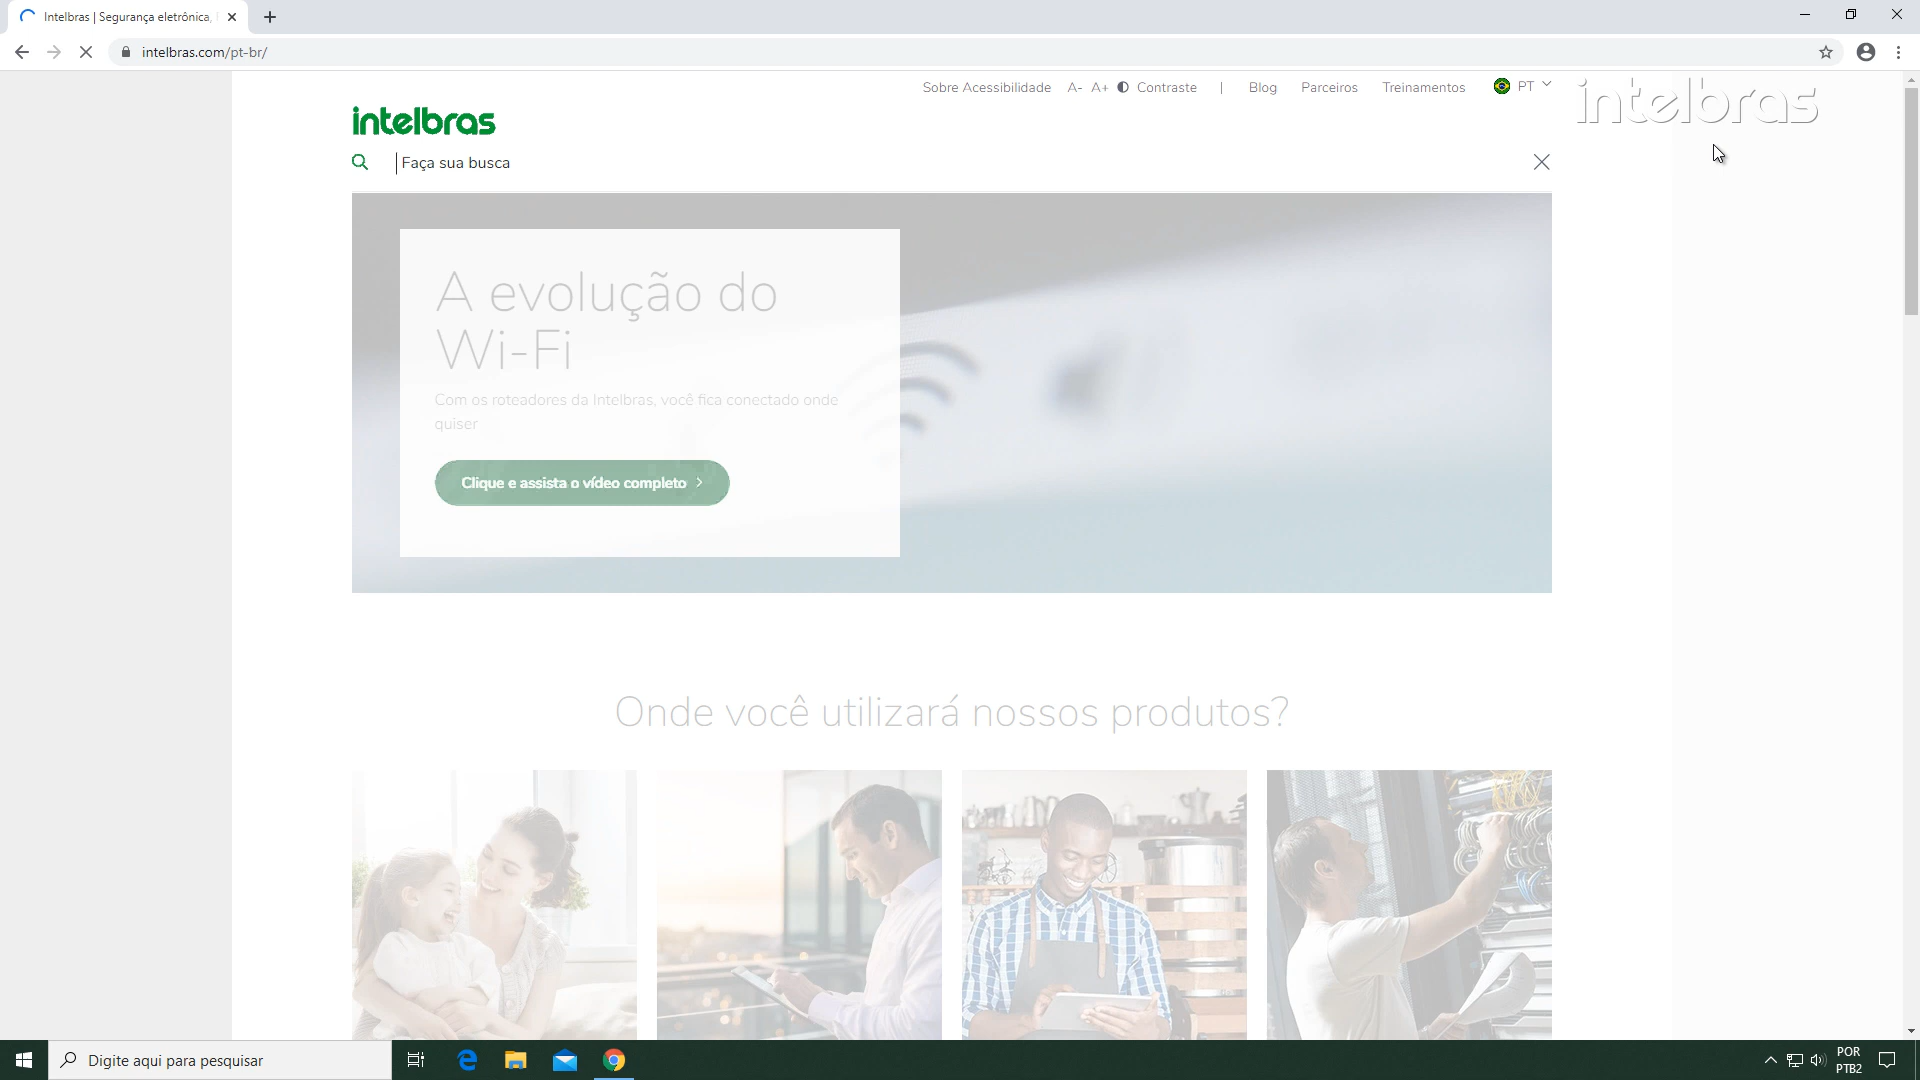 Intelbras | Segurança eletrônica,
intelbras.com/pt-br/
Sobre Acessibilidade A- A+ Contraste | Blog Parceiros Treinamentos PT
intelbras
intelbras
Faça sua busca
A evolução do
Wi-Fi
Com os roteadores da Intelbras, você fica conectado onde
quiser
Clique e assista o vídeo completo
Onde você utilizará nossos produtos?
Digite aqui para pesquisar
POR
PTB2